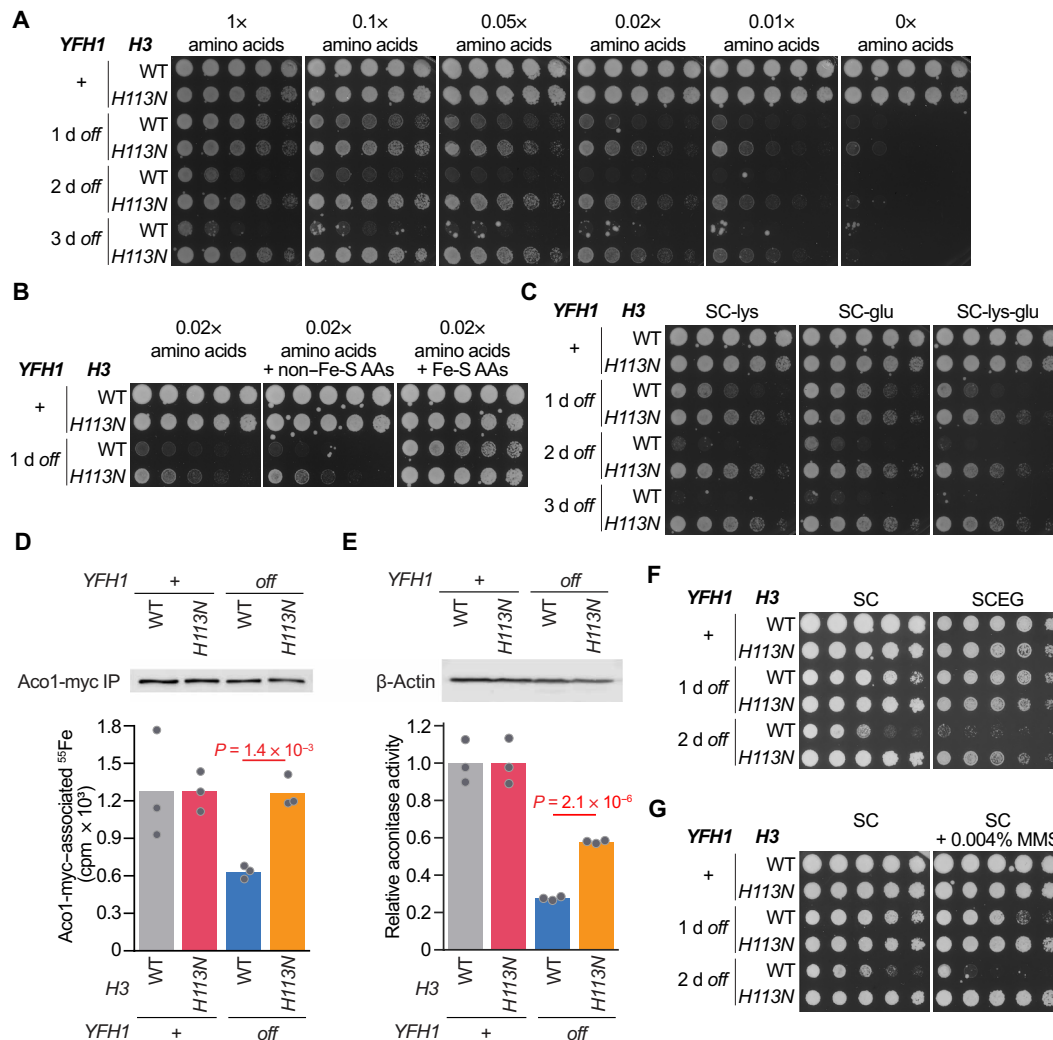 A
YFH1 H3
1× amino acids
0.1× amino acids
0.05× amino acids
0.02× amino acids
0.01× amino acids
0× amino acids
+
WT
H113N
1 d off
WT
H113N
2 d off
WT
H113N
3 d off
WT
H113N
B
YFH1 H3
0.02× amino acids
0.02× amino acids + non–Fe-S AAs
0.02× amino acids + Fe-S AAs
+
WT
H113N
1 d off
WT
H113N
C
YFH1 H3
SC-lys
SC-glu
SC-lys-glu
+
WT
H113N
1 d off
WT
H113N
2 d off
WT
H113N
3 d off
WT
H113N
D
YFH1 + off
WT H113N WT H113N
Aco1-myc IP
Aco1-myc–associated ⁵⁵Fe
(cpm × 10³)
1.8
1.5
1.2
0.9
0.6
0.3
0
P = 1.4 × 10⁻³
H3 WT H113N WT H113N
YFH1 + off
E
YFH1 + off
WT H113N WT H113N
β-Actin
Relative aconitase activity
1.2
1.0
0.8
0.6
0.4
0.2
0
P = 2.1 × 10⁻⁶
H3 WT H113N WT H113N
YFH1 + off
F
YFH1 H3
SC
SCEG
+
WT
H113N
1 d off
WT
H113N
2 d off
WT
H113N
G
YFH1 H3
SC
SC
+ 0.004% MMS
+
WT
H113N
1 d off
WT
H113N
2 d off
WT
H113N